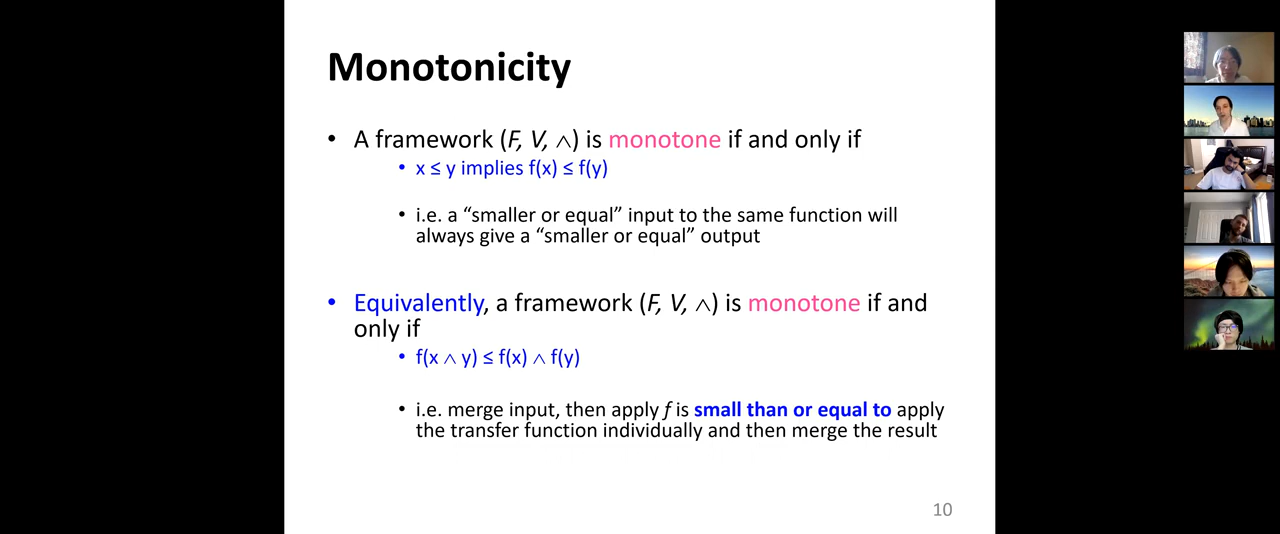 Monotonicity
• A framework (F, V, ∧) is monotone if and only if
• x ≤ y implies f(x) ≤ f(y)
• i.e. a “smaller or equal” input to the same function will
always give a “smaller or equal” output
• Equivalently, a framework (F, V, ∧) is monotone if and
only if
• f(x ∧ y) ≤ f(x) ∧ f(y)
• i.e. merge input, then apply f is small than or equal to apply
the transfer function individually and then merge the result
10